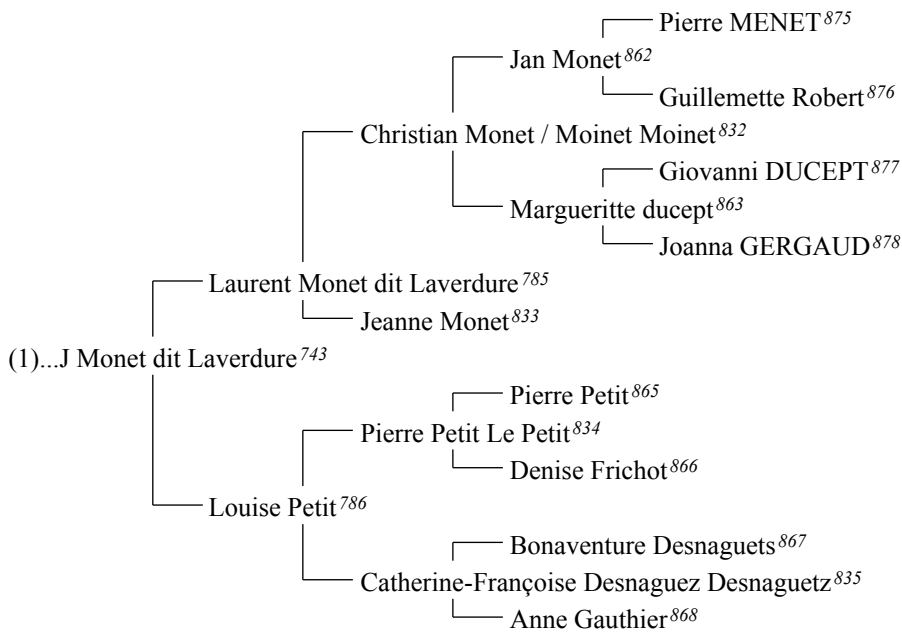 Pierre MENET875
Jan Monet862
Guillemette Robert876
Christian Monet / Moinet Moinet832
Giovanni DUCEPT877
Margueritte ducept863
Joanna GERGAUD878
Laurent Monet dit Laverdure785
Jeanne Monet833
(1)...J Monet dit Laverdure743
Pierre Petit865
Pierre Petit Le Petit834
Denise Frichot866
Louise Petit786
Bonaventure Desnaguets867
Catherine-Françoise Desnaguez Desnaguetz835
Anne Gauthier868